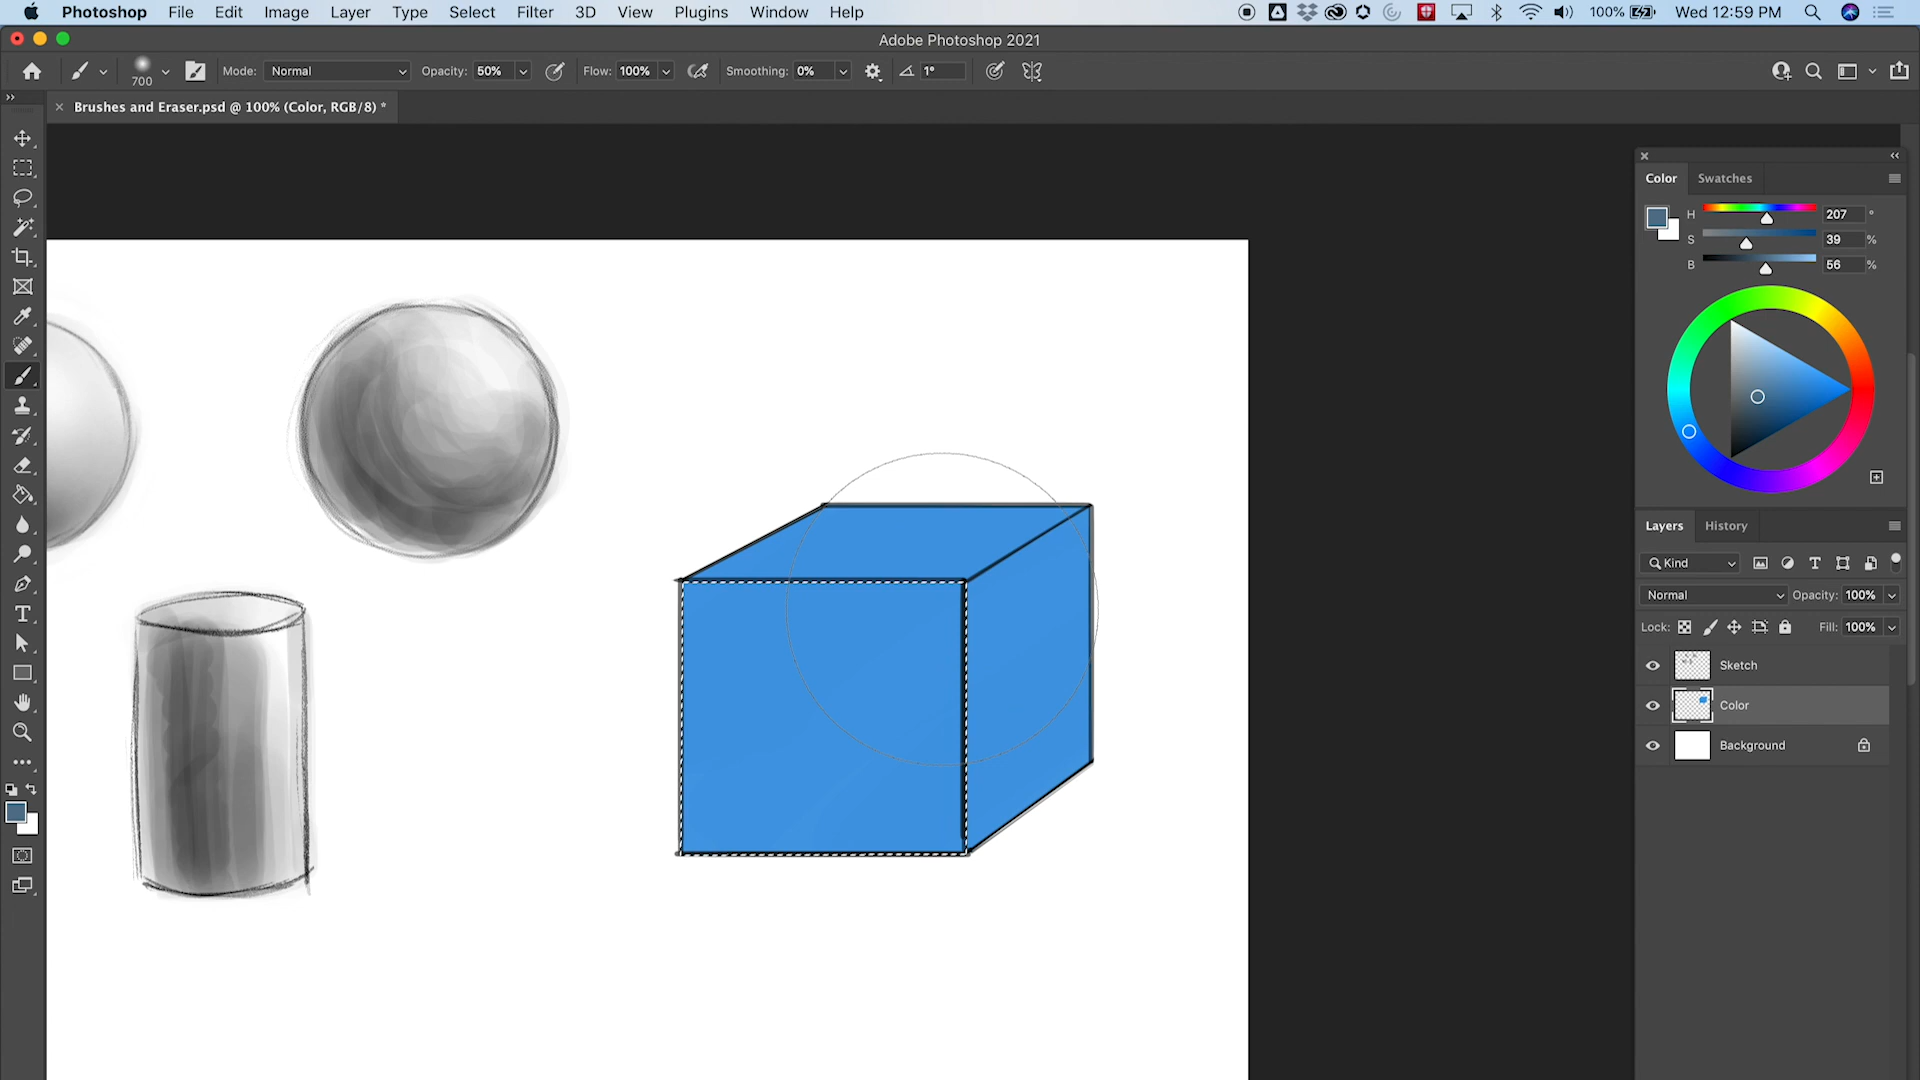 Photoshop File Edit Image Layer Type Select Filter 3D View Plugins Window Help 100% Wed 12:59 PM
Adobe Photoshop 2021
700 Mode: Normal Opacity: 50% Flow: 100% Smoothing: 0% 1°
Brushes and Eraser.psd @ 100% (Color, RGB/8) *
Color Swatches
H 207 °
S 39 %
B 56 %
Layers History
Kind
Normal Opacity: 100%
Lock: Fill: 100%
Sketch
Color
Background